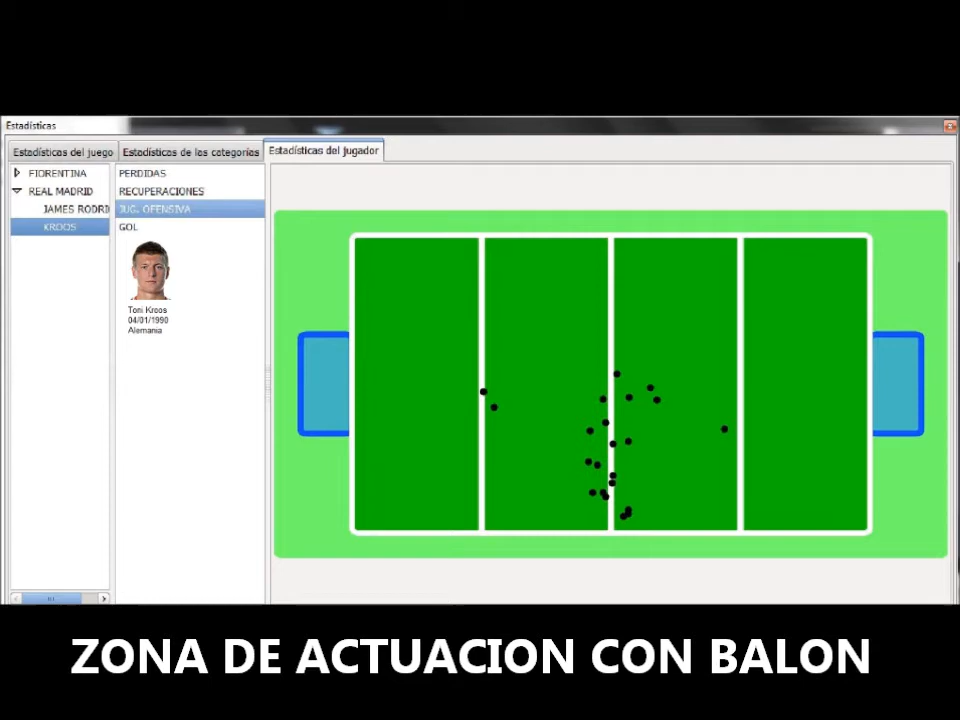 Estadísticas
Estadísticas del juego
Estadísticas de las categorías
Estadísticas del jugador
FIORENTINA
REAL MADRID
JAMES RODRI
KROOS
PERDIDAS
RECUPERACIONES
JUG. OFENSIVA
GOL
Toni Kroos
04/01/1990
Alemania
ZONA DE ACTUACION CON BALON